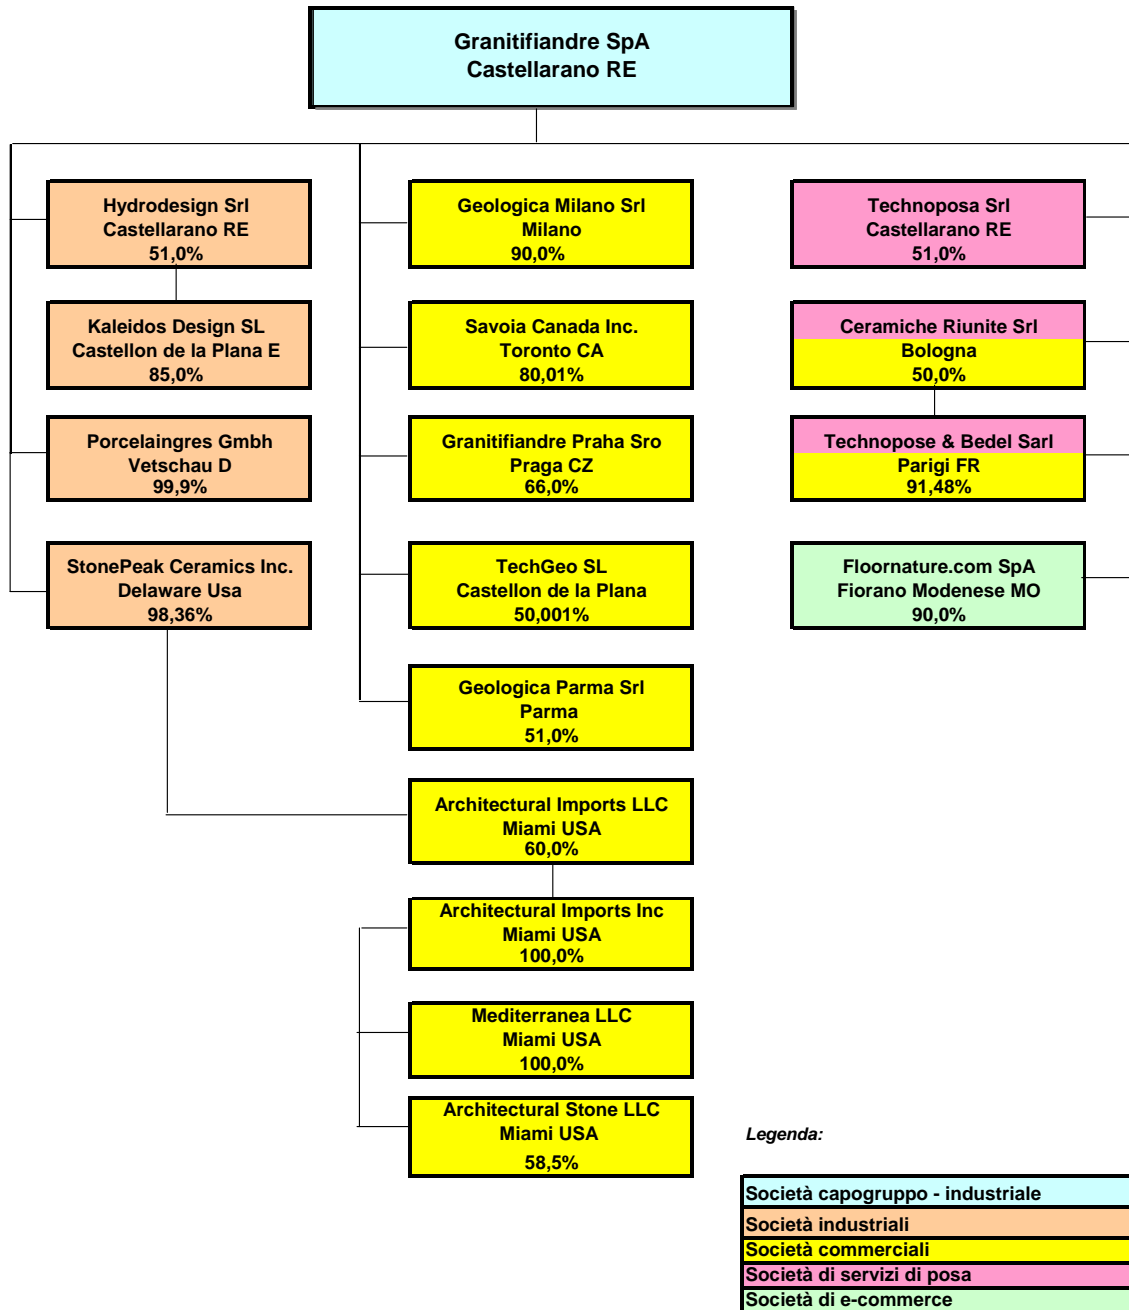 Granitifiandre SpA
Castellarano RE
Hydrodesign Srl
Castellarano RE
51,0%
Kaleidos Design SL
Castellon de la Plana E
85,0%
Porcelaingres Gmbh
Vetschau D
99,9%
StonePeak Ceramics Inc.
Delaware Usa
98,36%
Geologica Milano Srl
Milano
90,0%
Savoia Canada Inc.
Toronto CA
80,01%
Granitifiandre Praha Sro
Praga CZ
66,0%
TechGeo SL
Castellon de la Plana
50,001%
Geologica Parma Srl
Parma
51,0%
Architectural Imports LLC
Miami USA
60,0%
Architectural Imports Inc
Miami USA
100,0%
Mediterranea LLC
Miami USA
100,0%
Architectural Stone LLC
Miami USA
58,5%
Technoposa Srl
Castellarano RE
51,0%
Ceramiche Riunite Srl
Bologna
50,0%
Technopose & Bedel Sarl
Parigi FR
91,48%
Floornature.com SpA
Fiorano Modenese MO
90,0%
Legenda:
Società capogruppo - industriale
Società industriali
Società commerciali
Società di servizi di posa
Società di e-commerce